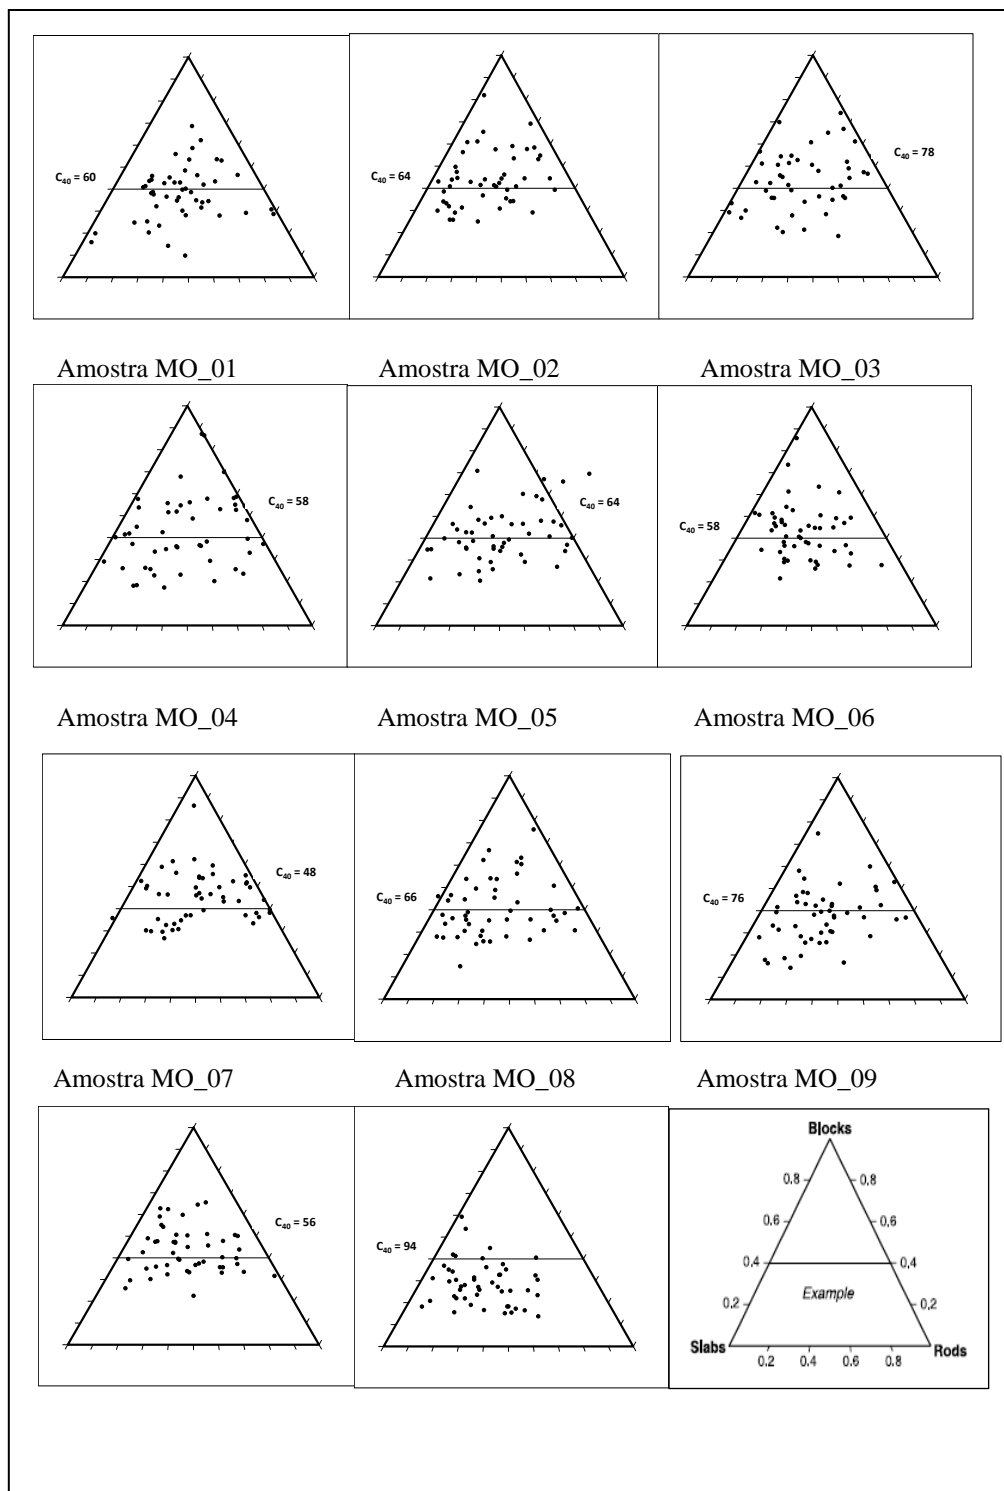 C40 = 60
C40 = 64
C40 = 78
Amostra MO_01 Amostra MO_02 Amostra MO_03
C40 = 58
C40 = 64
C40 = 58
Amostra MO_04 Amostra MO_05 Amostra MO_06
C40 = 48
C40 = 66
C40 = 76
Amostra MO_07 Amostra MO_08 Amostra MO_09
C40 = 56
C40 = 94
Blocks
0.8 0.8
0.6 0.6
0.4 0.4
Example
0.2 0.2
Slabs Rods
0.2 0.4 0.6 0.8